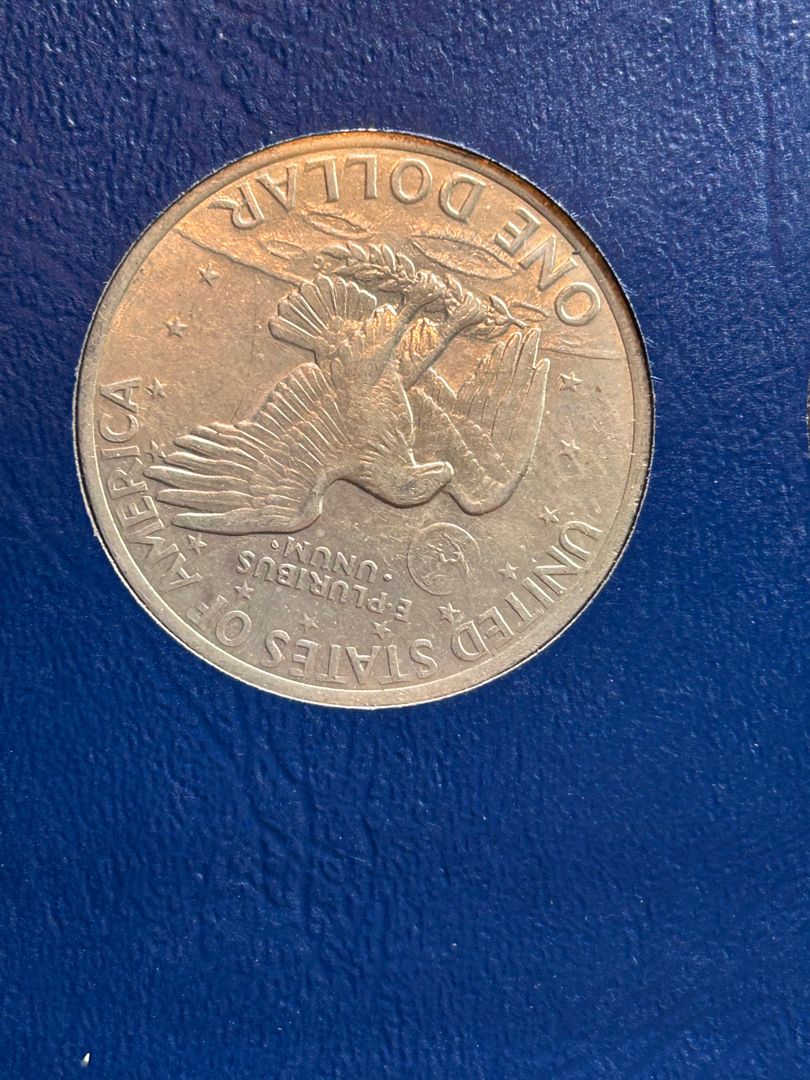 UNITED STATES OF AMERICA
E·PLURIBUS
·UNUM·
ONE DOLLAR